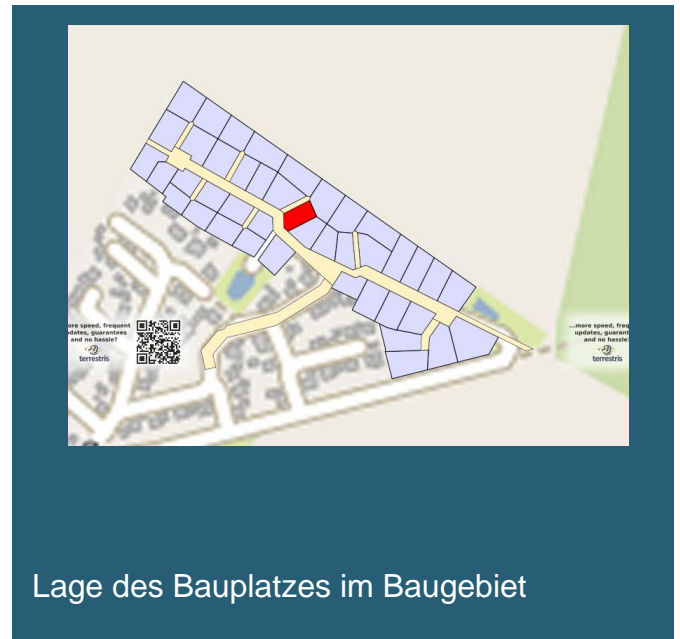 ore speed, frequent
updates, guarantees
and no hassle?
terrestris
...more speed, freq
updates, guarant
and no hassle
terrestris
Lage des Bauplatzes im Baugebiet